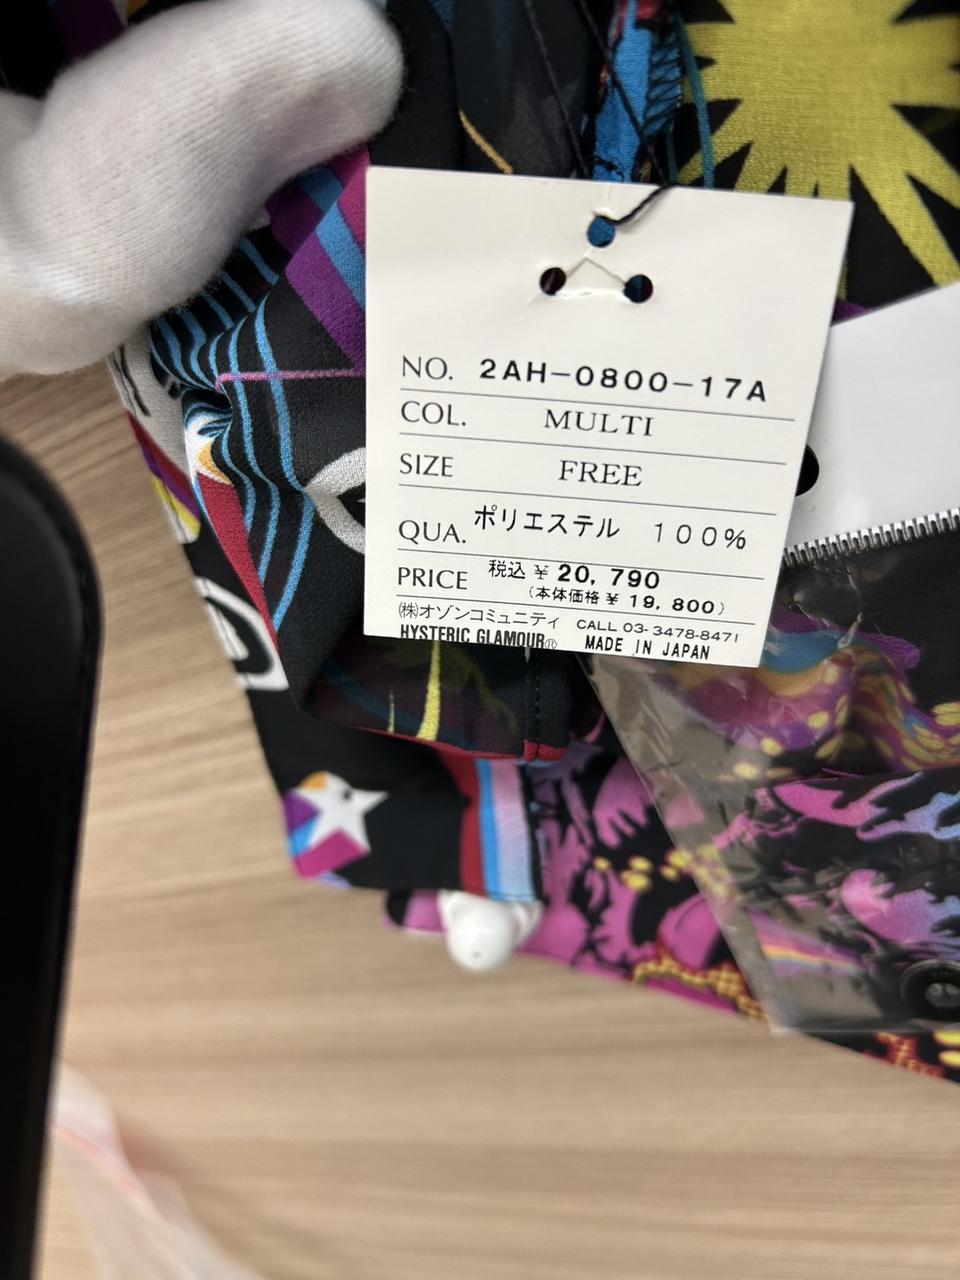 NO. 2AH-0800-17A
COL. MULTI
SIZE FREE
QUA. ポリエステル 100%
PRICE 税込 ¥ 20,790
(本体価格 ¥ 19,800)
(株)オゾンコミュニティ CALL 03-3478-8471
HYSTERIC GLAMOUR® MADE IN JAPAN